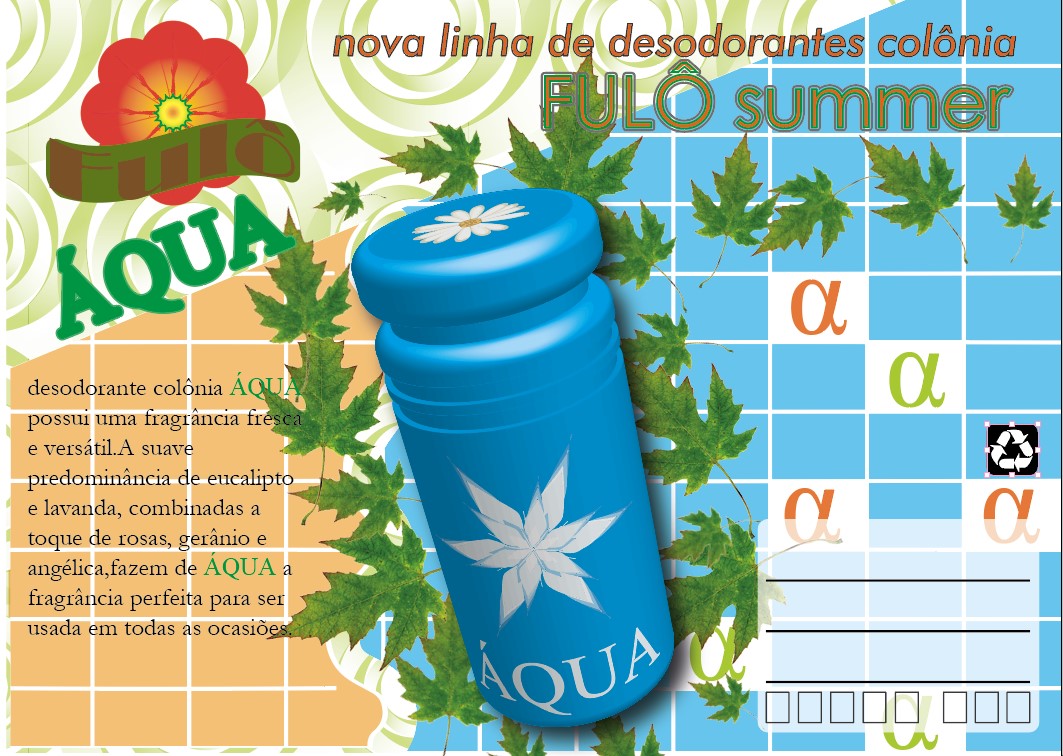 nova linha de desodorantes colônia
FULÔ summer
FULÔ
ÁQUA
desodorante colônia ÁQUA
possui uma fragrância fresca
e versátil.A suave
predominância de eucalipto
e lavanda, combinadas a
toque de rosas, gerânio e
angélica,fazem de ÁQUA a
fragrância perfeita para ser
usada em todas as ocasiões.
ÁQUA
α
α
α
α
α
α